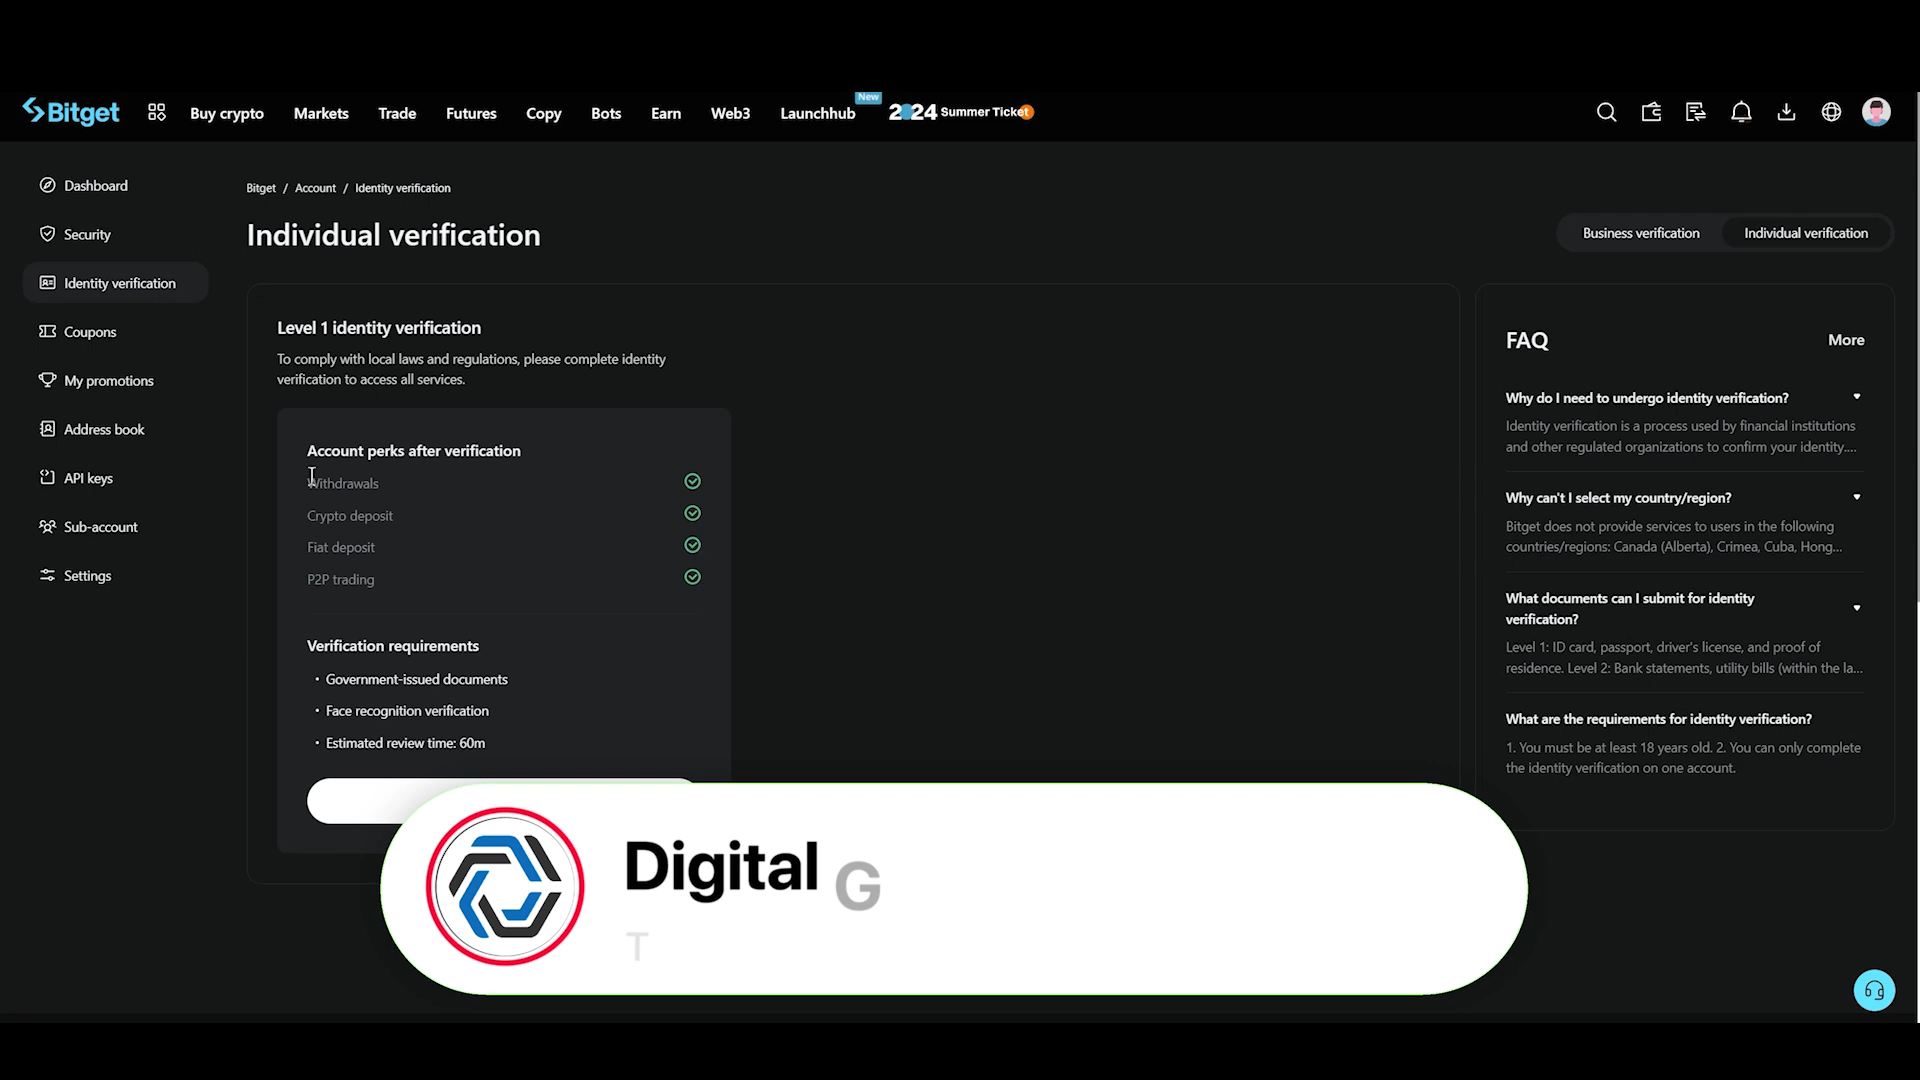 Bitget
Buy crypto
Markets
Trade
Futures
Copy
Bots
Earn
Web3
Launchhub
New
2024 Summer Ticket
Dashboard
Security
Identity verification
Coupons
My promotions
Address book
API keys
Sub-account
Settings
Bitget / Account / Identity verification
Individual verification
Business verification
Individual verification
Level 1 identity verification
To comply with local laws and regulations, please complete identity
verification to access all services.
Account perks after verification
Withdrawals
Crypto deposit
Fiat deposit
P2P trading
Verification requirements
• Government-issued documents
• Face recognition verification
• Estimated review time: 60m
FAQ
More
Why do I need to undergo identity verification?
Identity verification is a process used by financial institutions
and other regulated organizations to confirm your identity....
Why can't I select my country/region?
Bitget does not provide services to users in the following
countries/regions: Canada (Alberta), Crimea, Cuba, Hong...
What documents can I submit for identity
verification?
Level 1: ID card, passport, driver's license, and proof of
residence. Level 2: Bank statements, utility bills (within the la...
What are the requirements for identity verification?
1. You must be at least 18 years old. 2. You can only complete
the identity verification on one account.
Digital G
T